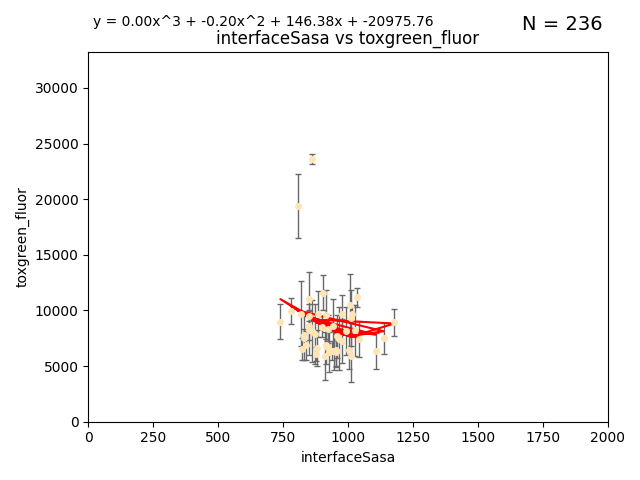 y = 0.00x^3 + -0.20x^2 + 146.38x + -20975.76
N = 236
interfaceSasa vs toxgreen_fluor
30000
25000
20000
15000
10000
5000
0
toxgreen_fluor
0 250 500 750 1000 1250 1500 1750 2000
interfaceSasa